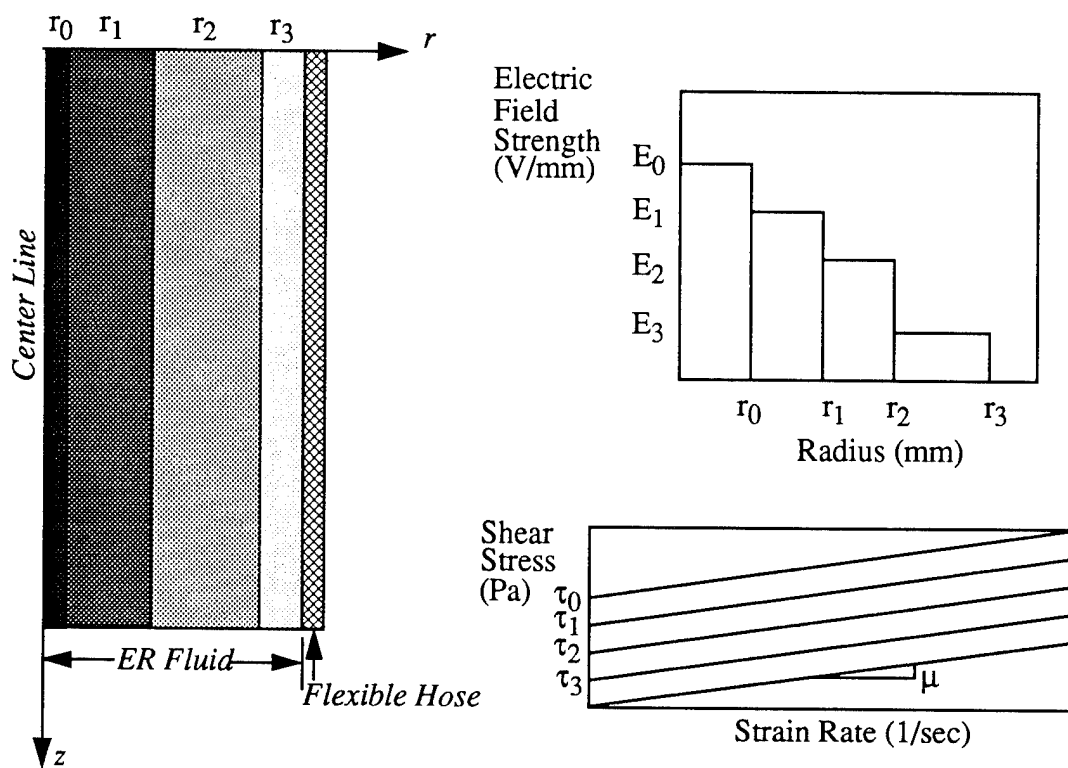 r0 r1 r2 r3
r
Center Line
ER Fluid
Flexible Hose
z
Electric
Field
Strength
(V/mm)
E0
E1
E2
E3
r0 r1 r2 r3
Radius (mm)
Shear
Stress
(Pa)
τ0
τ1
τ2
τ3
μ
Strain Rate (1/sec)